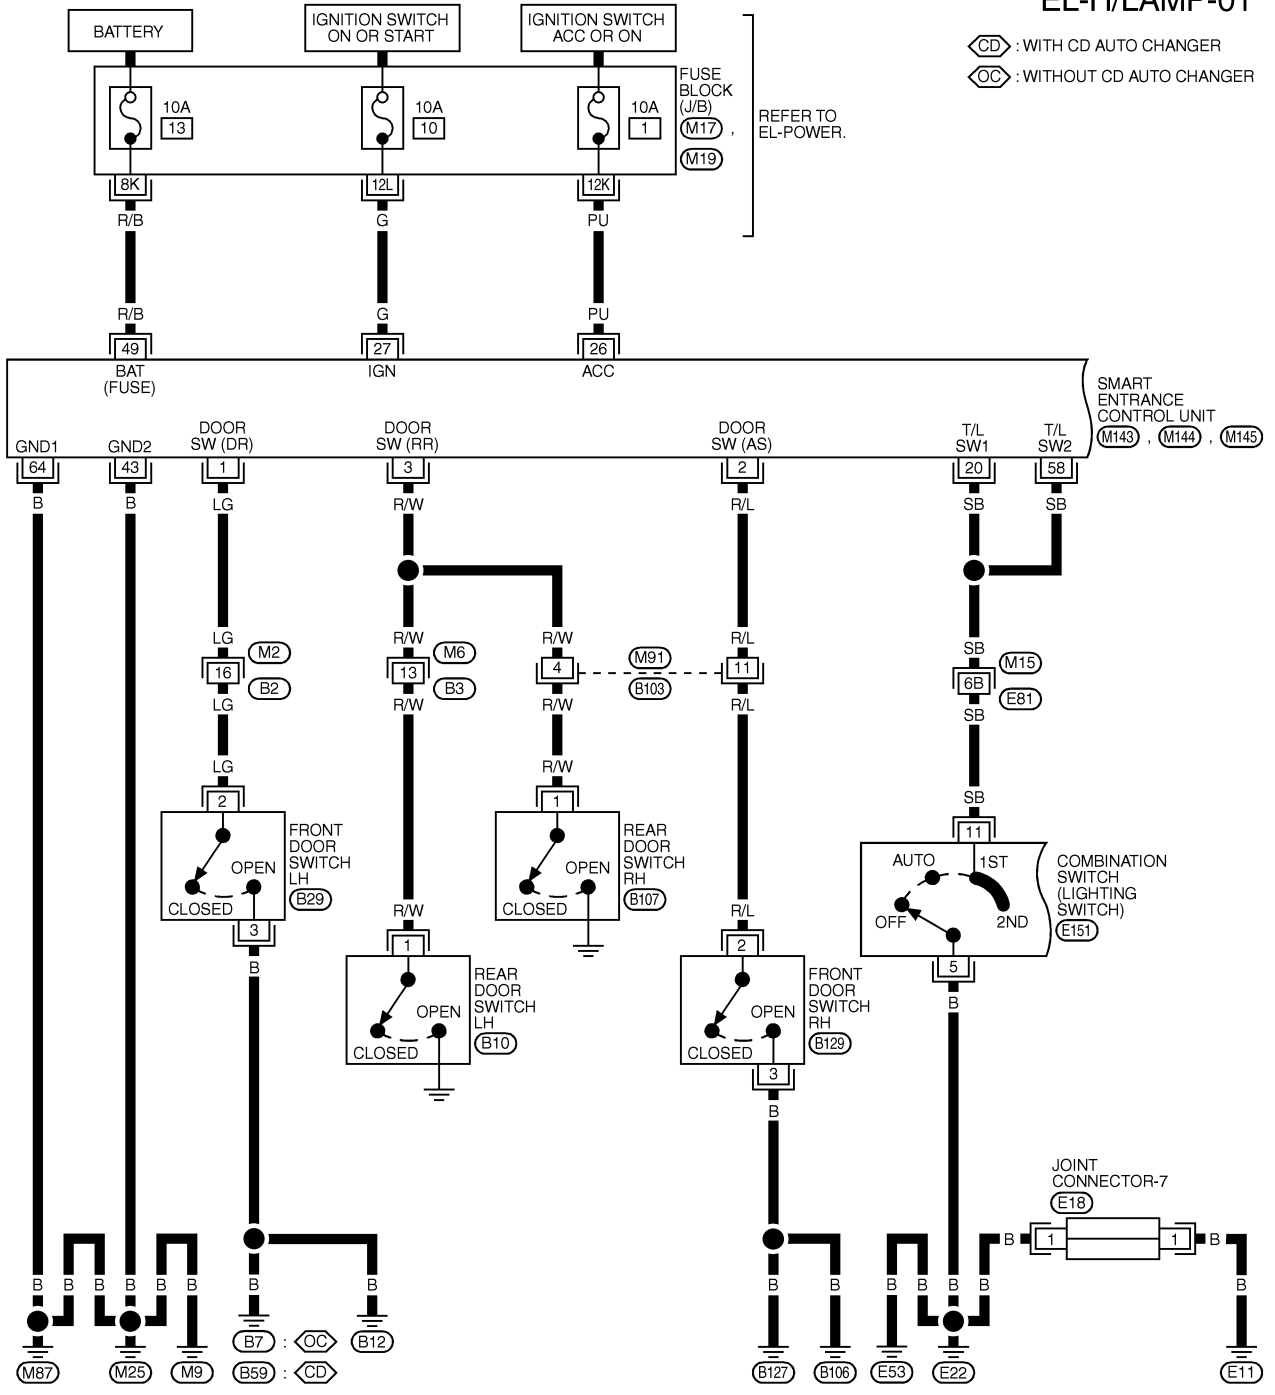 EL-H/LAMP-01
BATTERY
IGNITION SWITCH
ON OR START
IGNITION SWITCH
ACC OR ON
CD : WITH CD AUTO CHANGER
OC : WITHOUT CD AUTO CHANGER
10A
13
10A
10
10A
1
FUSE
BLOCK
(J/B)
M17 ,
M19
REFER TO
EL-POWER.
8K 12L 12K
R/B G PU
R/B G PU
49 27 26
BAT
(FUSE)
IGN
ACC
SMART
ENTRANCE
CONTROL UNIT
M143 , M144 , M145
GND1
GND2
DOOR
SW (DR)
DOOR
SW (RR)
DOOR
SW (AS)
T/L
SW1
T/L
SW2
64 43 1 3 2 20 58
B B LG R/W R/L SB SB
LG R/W R/W R/L SB
M2
16
B2
M6
13
B3
4
M91
B103
11
M15
6B
E81
LG R/W R/W R/L SB
LG R/W SB
2 1 11
FRONT
DOOR
SWITCH
LH
B29
OPEN
CLOSED
REAR
DOOR
SWITCH
RH
B107
OPEN
CLOSED
AUTO
1ST
OFF
2ND
COMBINATION
SWITCH
(LIGHTING
SWITCH)
E151
3
B
R/W R/L
1 2 5
B
REAR
DOOR
SWITCH
LH
B10
OPEN
CLOSED
FRONT
DOOR
SWITCH
RH
B129
OPEN
CLOSED
3
B
JOINT
CONNECTOR-7
E18
B 1 1 B
B B B B B B B B B B B B B B
M87 M25 M9
B7 : OC
B59 : CD
B12
B127 B106 E53 E22 E11